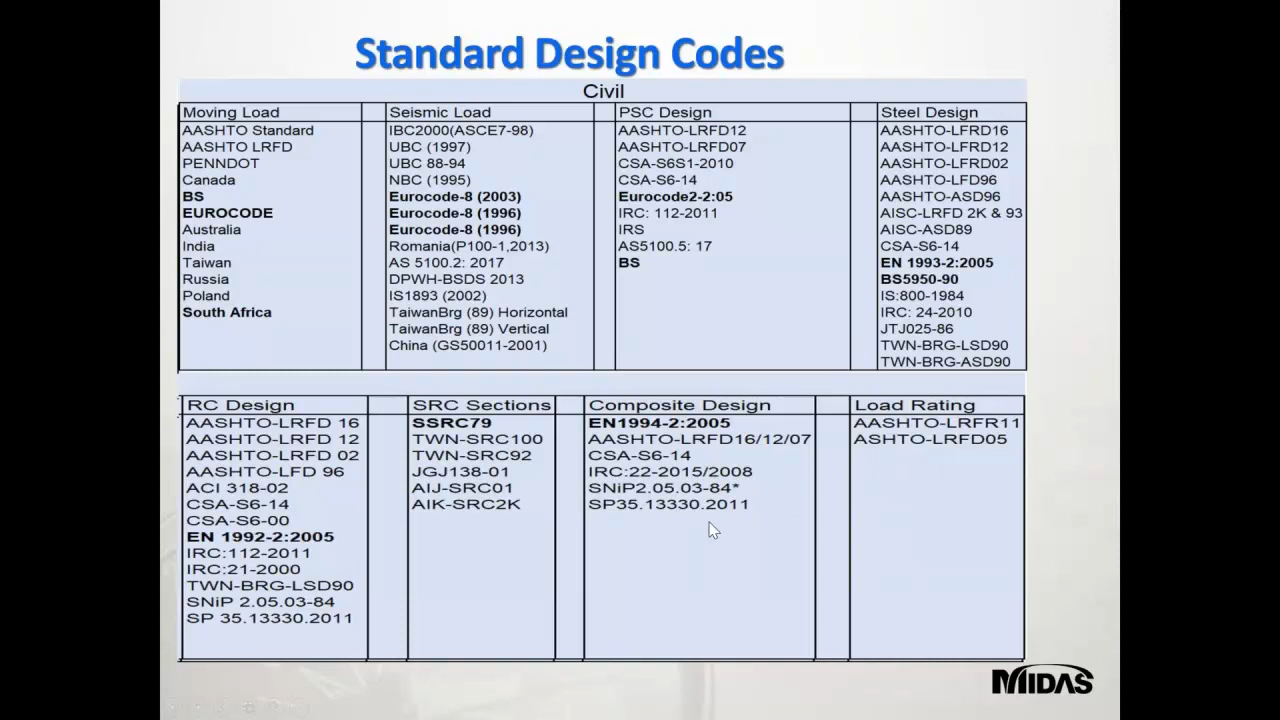 Standard Design Codes
Civil
Moving Load
AASHTO Standard
AASHTO LRFD
PENNDOT
Canada
BS
EUROCODE
Australia
India
Taiwan
Russia
Poland
South Africa
Seismic Load
IBC2000(ASCE7-98)
UBC (1997)
UBC 88-94
NBC (1995)
Eurocode-8 (2003)
Eurocode-8 (1996)
Eurocode-8 (1996)
Romania(P100-1,2013)
AS 5100.2: 2017
DPWH-BSDS 2013
IS1893 (2002)
TaiwanBrg (89) Horizontal
TaiwanBrg (89) Vertical
China (GS50011-2001)
PSC Design
AASHTO-LRFD12
AASHTO-LRFD07
CSA-S6S1-2010
CSA-S6-14
Eurocode2-2:05
IRC: 112-2011
IRS
AS5100.5: 17
BS
Steel Design
AASHTO-LFRD16
AASHTO-LFRD12
AASHTO-LFRD02
AASHTO-LFD96
AASHTO-ASD96
AISC-LRFD 2K & 93
AISC-ASD89
CSA-S6-14
EN 1993-2:2005
BS5950-90
IS:800-1984
IRC: 24-2010
JTJ025-86
TWN-BRG-LSD90
TWN-BRG-ASD90
RC Design
AASHTO-LRFD 16
AASHTO-LRFD 12
AASHTO-LRFD 02
AASHTO-LFD 96
ACI 318-02
CSA-S6-14
CSA-S6-00
EN 1992-2:2005
IRC:112-2011
IRC:21-2000
TWN-BRG-LSD90
SNiP 2.05.03-84
SP 35.13330.2011
SRC Sections
SSRC79
TWN-SRC100
TWN-SRC92
JGJ138-01
AIJ-SRC01
AIK-SRC2K
Composite Design
EN1994-2:2005
AASHTO-LRFD16/12/07
CSA-S6-14
IRC:22-2015/2008
SNiP2.05.03-84*
SP35.13330.2011
Load Rating
AASHTO-LRFR11
ASHTO-LRFD05
MIDAS